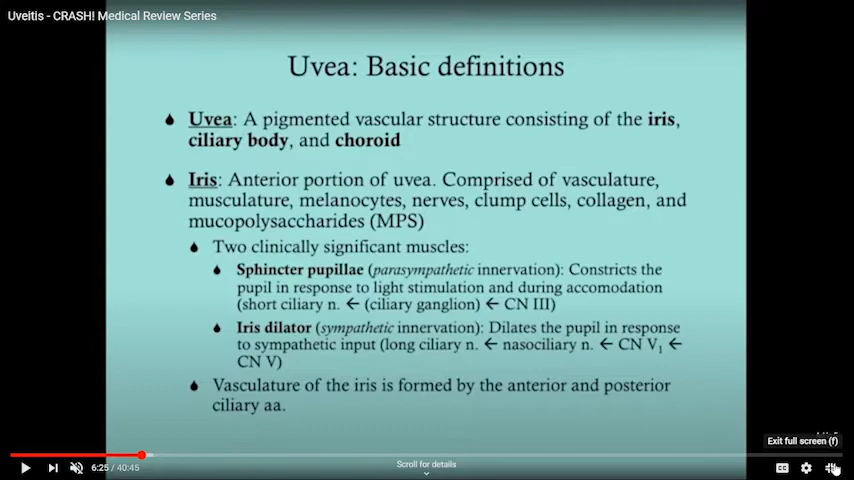 Uveitis - CRASH! Medical Review Series
Uvea: Basic definitions
Uvea: A pigmented vascular structure consisting of the iris,
ciliary body, and choroid
Iris: Anterior portion of uvea. Comprised of vasculature,
musculature, melanocytes, nerves, clump cells, collagen, and
mucopolysaccharides (MPS)
Two clinically significant muscles:
Sphincter pupillae (parasympathetic innervation): Constricts the
pupil in response to light stimulation and during accomodation
(short ciliary n. ← (ciliary ganglion) ← CN III)
Iris dilator (sympathetic innervation): Dilates the pupil in response
to sympathetic input (long ciliary n. ← nasociliary n. ← CN V₁ ←
CN V)
Vasculature of the iris is formed by the anterior and posterior
ciliary aa.
Exit full screen (f)
6:25 / 40:45
Scroll for details
CC